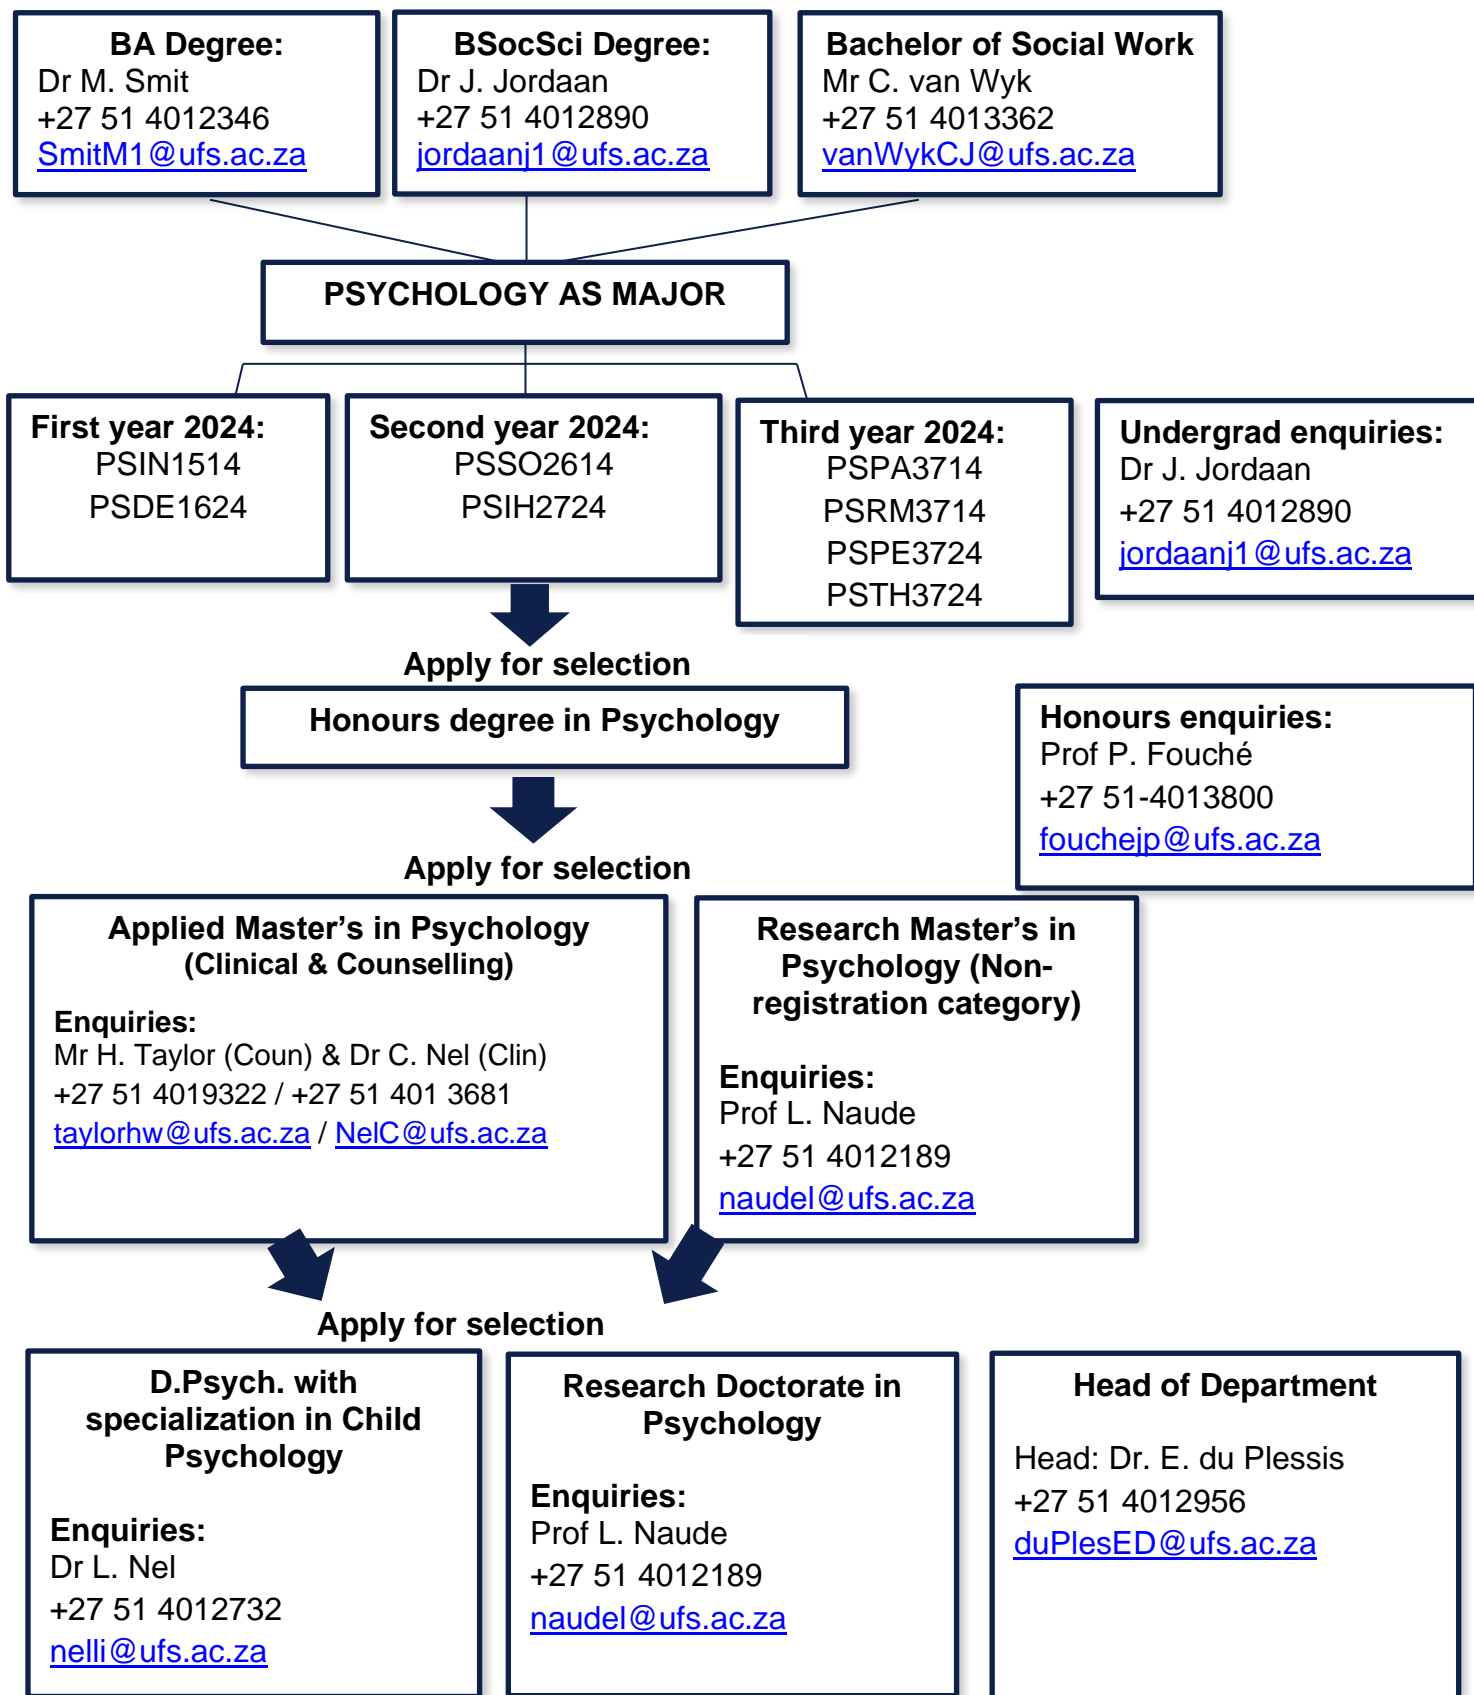 BA Degree:
Dr M. Smit
+27 51 4012346
SmitM1@ufs.ac.za
BSocSci Degree:
Dr J. Jordaan
+27 51 4012890
jordaanj1@ufs.ac.za
Bachelor of Social Work
Mr C. van Wyk
+27 51 4013362
vanWykCJ@ufs.ac.za
PSYCHOLOGY AS MAJOR
First year 2024:
PSIN1514
PSDE1624
Second year 2024:
PSSO2614
PSIH2724
Third year 2024:
PSPA3714
PSRM3714
PSPE3724
PSTH3724
Undergrad enquiries:
Dr J. Jordaan
+27 51 4012890
jordaanj1@ufs.ac.za
Apply for selection
Honours degree in Psychology
Honours enquiries:
Prof P. Fouché
+27 51-4013800
fouchejp@ufs.ac.za
Apply for selection
Applied Master's in Psychology
(Clinical & Counselling)
Enquiries:
Mr H. Taylor (Coun) & Dr C. Nel (Clin)
+27 51 4019322 / +27 51 401 3681
taylorhw@ufs.ac.za / NelC@ufs.ac.za
Research Master's in
Psychology (Non-
registration category)
Enquiries:
Prof L. Naude
+27 51 4012189
naudel@ufs.ac.za
Apply for selection
D.Psych. with
specialization in Child
Psychology
Enquiries:
Dr L. Nel
+27 51 4012732
nelli@ufs.ac.za
Research Doctorate in
Psychology
Enquiries:
Prof L. Naude
+27 51 4012189
naudel@ufs.ac.za
Head of Department
Head: Dr. E. du Plessis
+27 51 4012956
duPlesED@ufs.ac.za